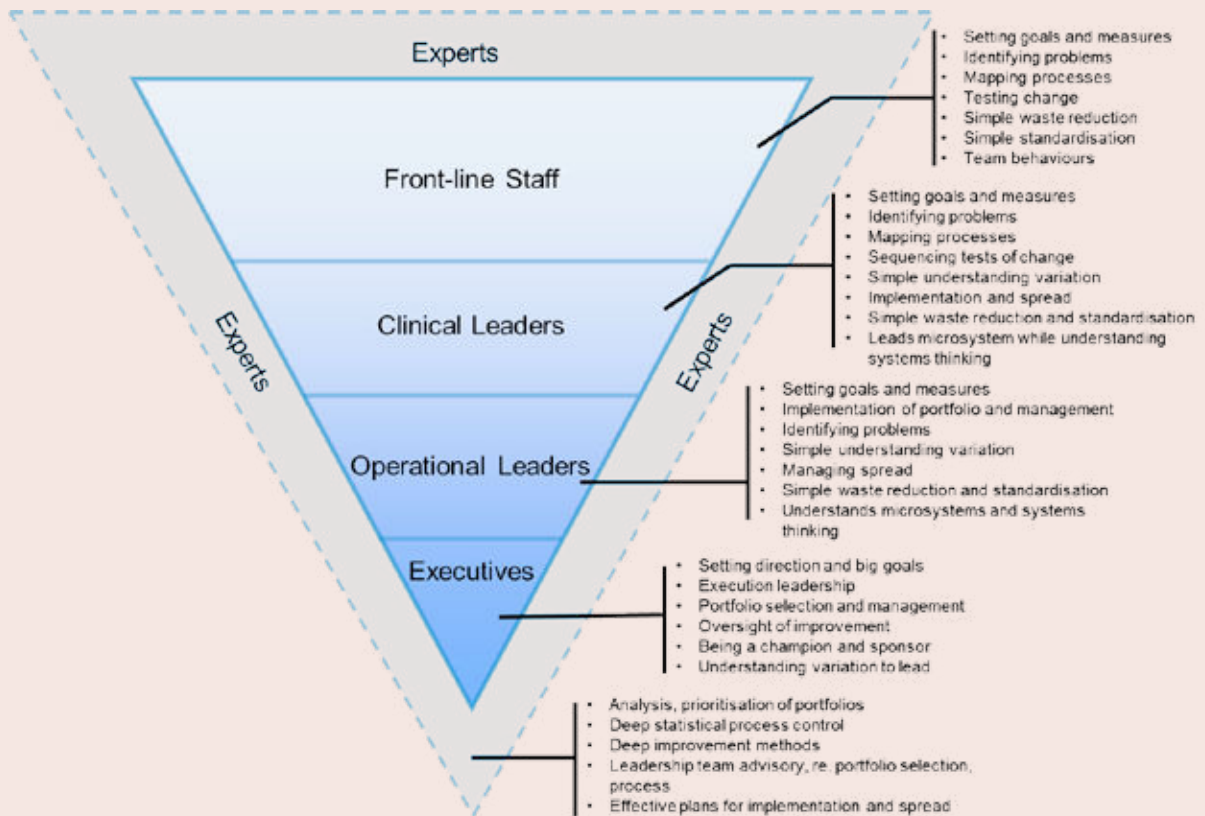 Experts
• Setting goals and measures
• Identifying problems
• Mapping processes
• Testing change
• Simple waste reduction
• Simple standardisation
• Team behaviours
Front-line Staff
• Setting goals and measures
• Identifying problems
• Mapping processes
• Sequencing tests of change
• Simple understanding variation
• Implementation and spread
• Simple waste reduction and standardisation
• Leads microsystem while understanding
systems thinking
Clinical Leaders
Experts
Experts
• Setting goals and measures
• Implementation of portfolio and management
• Identifying problems
• Simple understanding variation
• Managing spread
• Simple waste reduction and standardisation
• Understands microsystems and systems
thinking
Operational Leaders
Executives
• Setting direction and big goals
• Execution leadership
• Portfolio selection and management
• Oversight of improvement
• Being a champion and sponsor
• Understanding variation to lead
• Analysis, prioritisation of portfolios
• Deep statistical process control
• Deep improvement methods
• Leadership team advisory, re. portfolio selection,
process
• Effective plans for implementation and spread